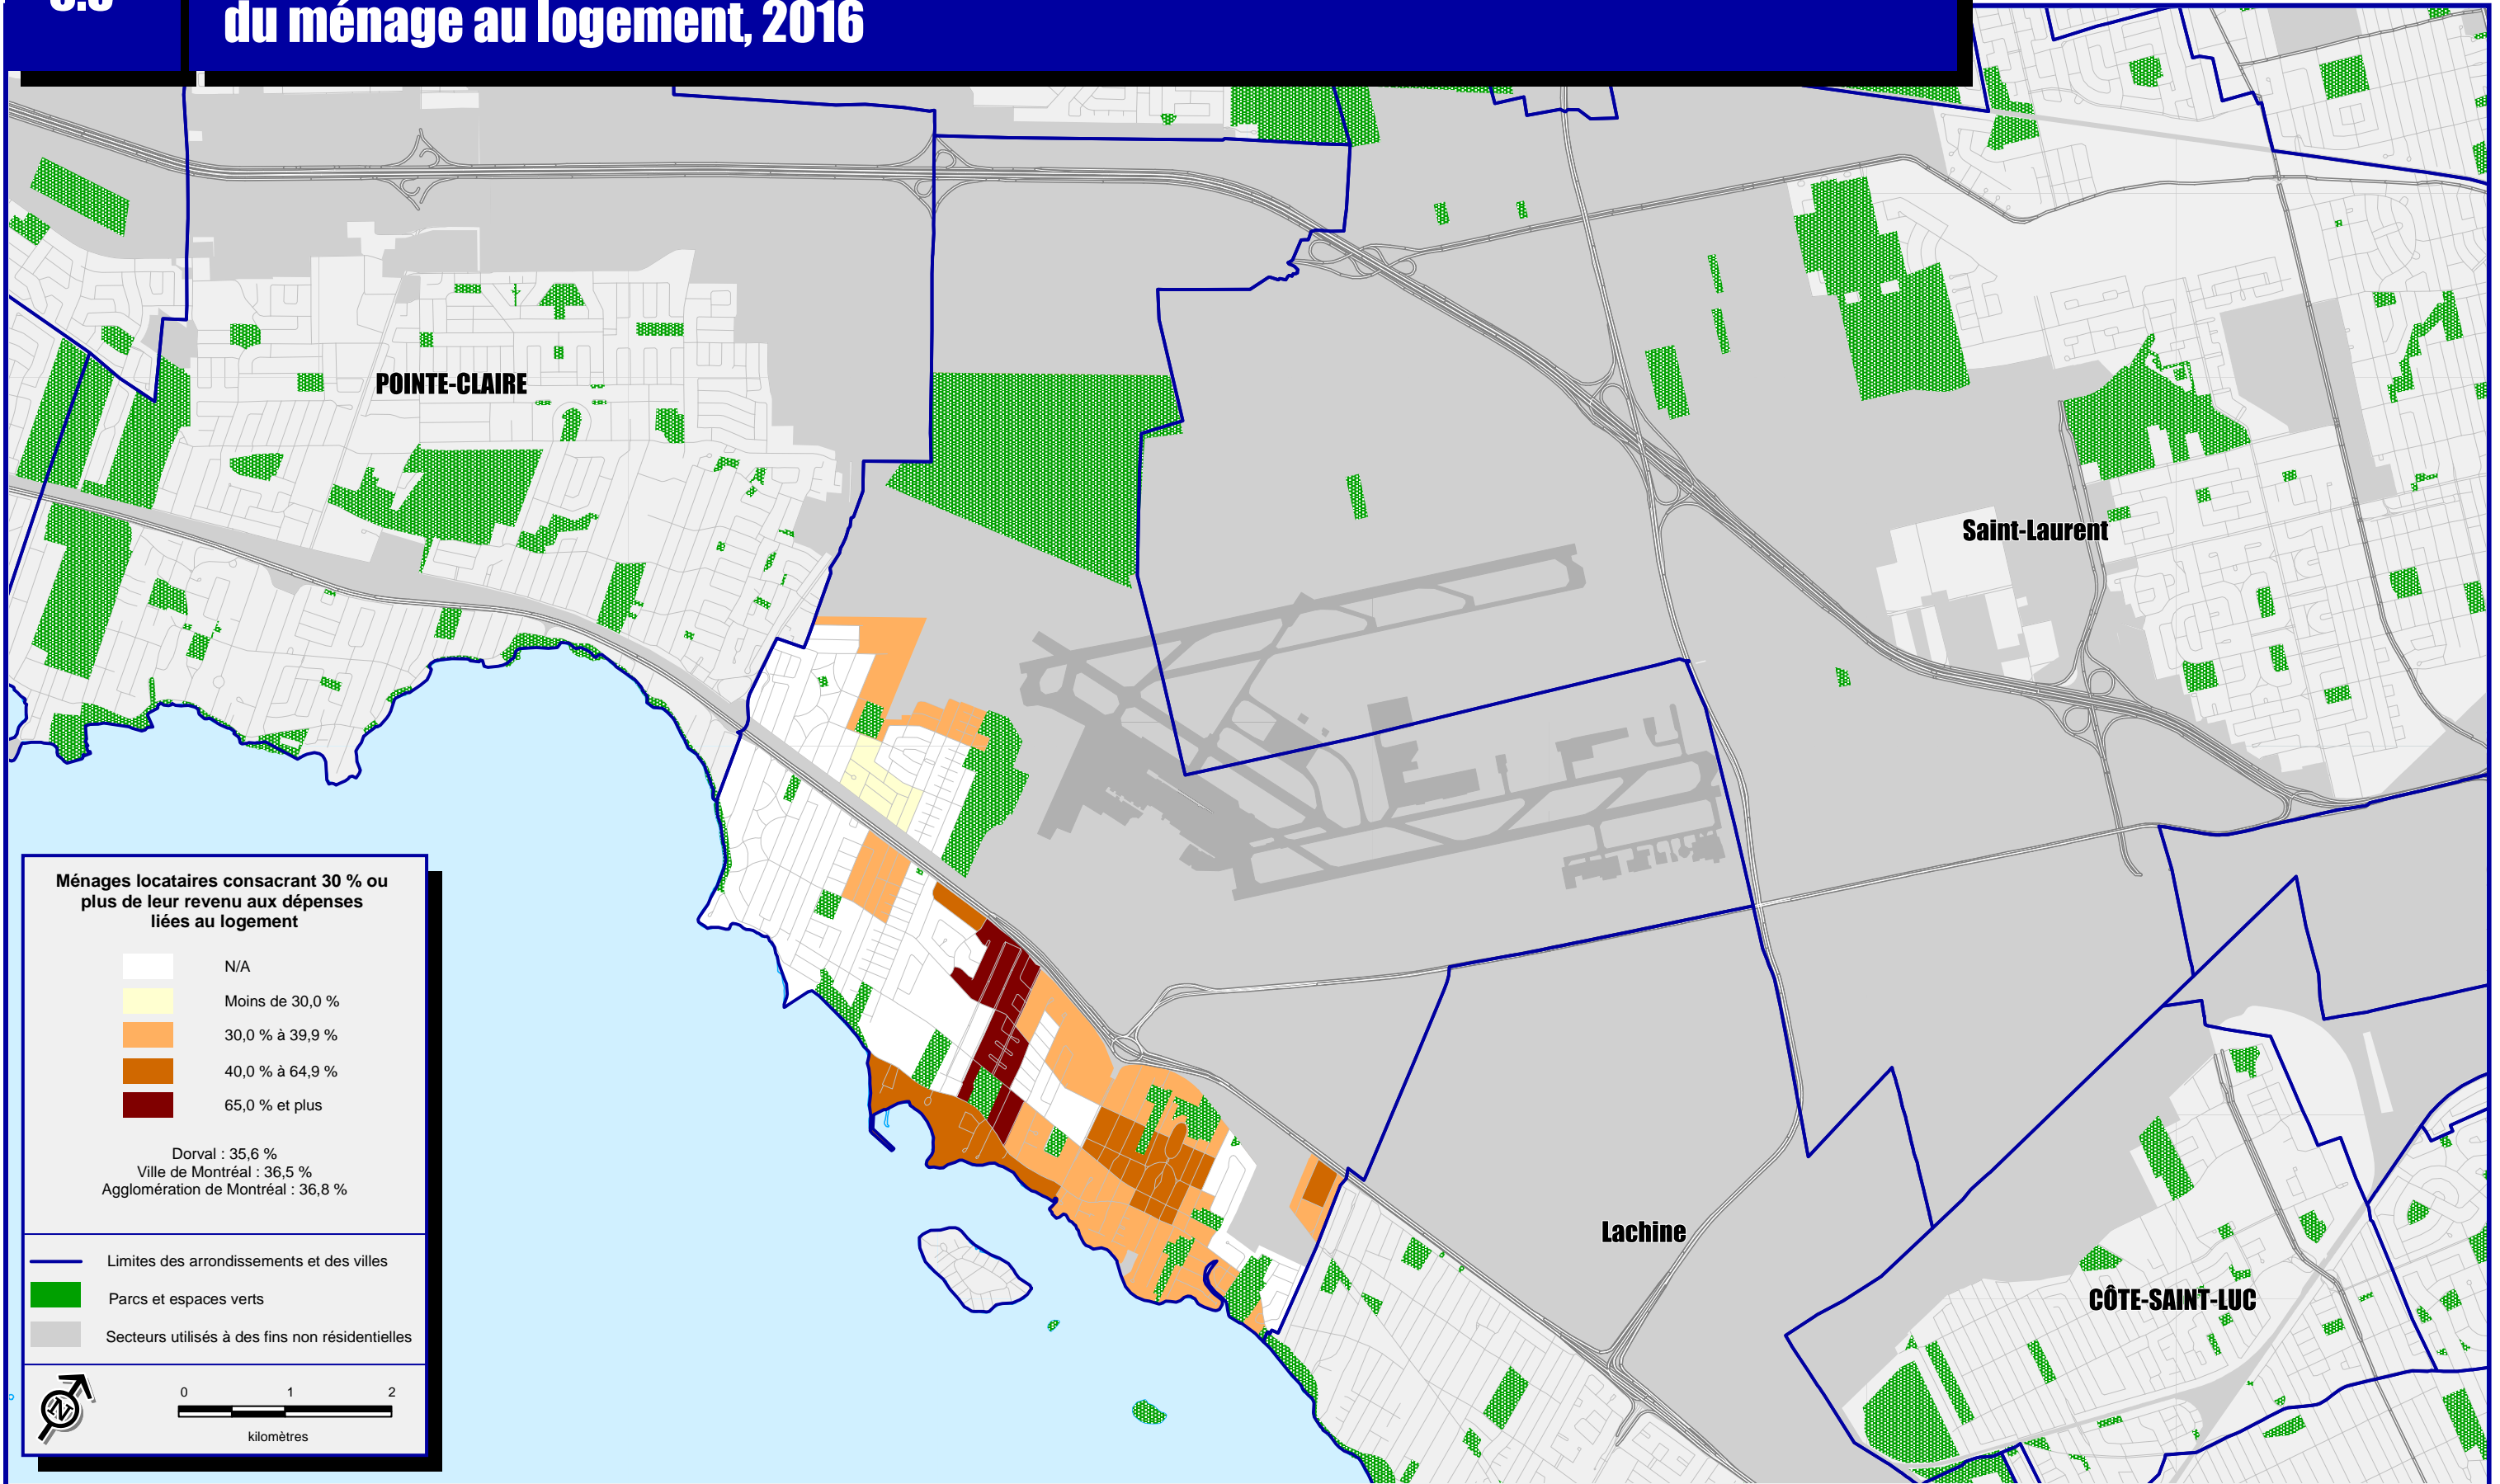 du ménage au logement, 2016
POINTE-CLAIRE
Saint-Laurent
Ménages locataires consacrant 30 % ou
plus de leur revenu aux dépenses
liées au logement
N/A
Moins de 30,0 %
30,0 % à 39,9 %
40,0 % à 64,9 %
65,0 % et plus
Dorval : 35,6 %
Ville de Montréal : 36,5 %
Agglomération de Montréal : 36,8 %
Lachine
CÔTE-SAINT-LUC
Limites des arrondissements et des villes
Parcs et espaces verts
Secteurs utilisés à des fins non résidentielles
N
0 1 2
kilomètres